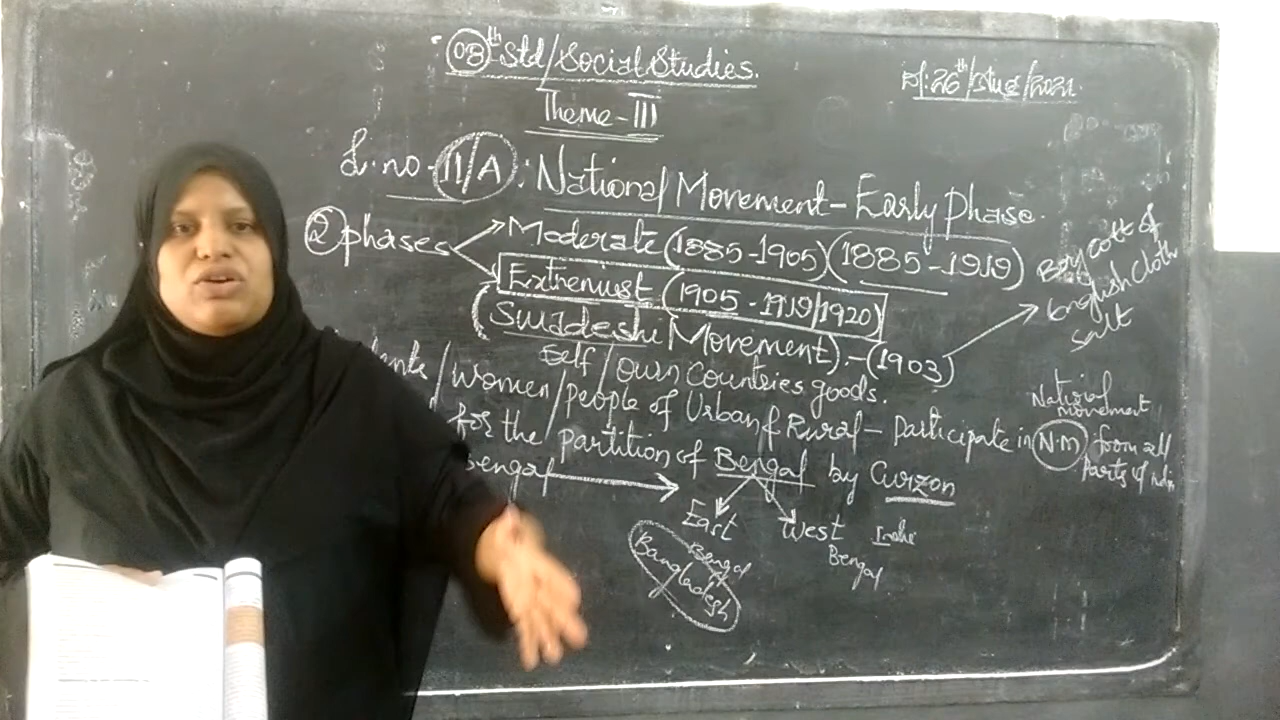 08th Std/Social Studies.
D:26th/Aug/2021
Theme-III
L.no.11/A: National Movement-Early Phase.
2 phases
Moderate (1885-1905)(1885-1919)
Extremist (1905-1919/1920)
(Swadeshi Movement).-(1903)
Boycott of
English Cloth
Salt
Self/Own Countries goods.
/women/people of Urban & Rural-Participate in N.M from all
National
movement
Parts of
for the partition of Bengal by Curzon
Bengal
East
Bengal
Bangladesh
West
Bengal